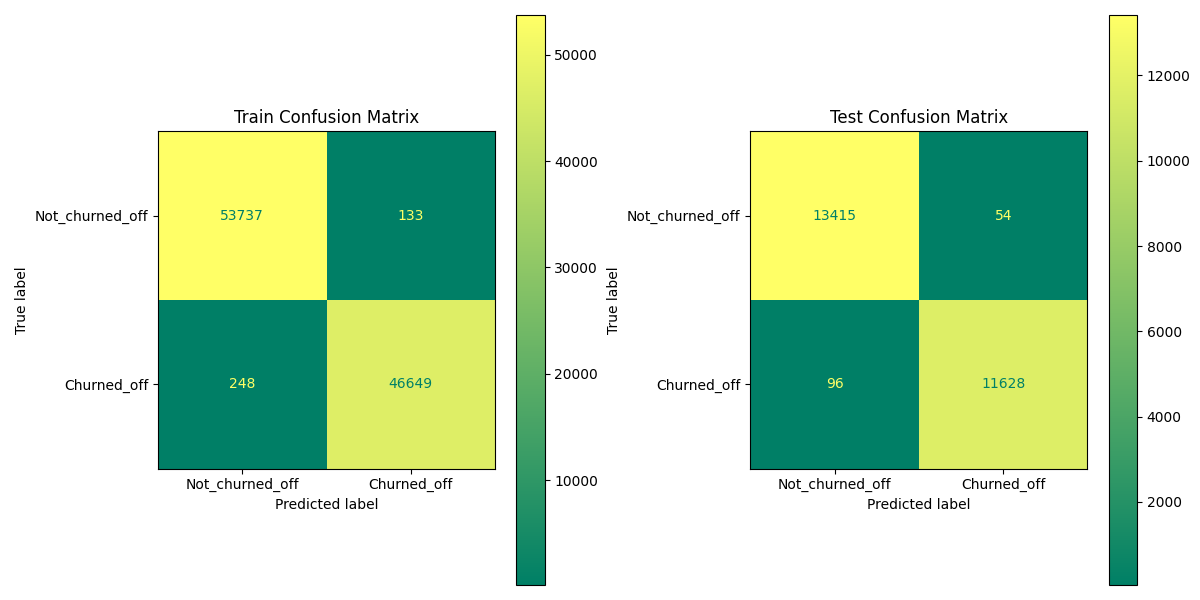 Train Confusion Matrix
True label
Not_churned_off
Churned_off
53737
133
248
46649
Not_churned_off
Churned_off
Predicted label
50000
40000
30000
20000
10000
Test Confusion Matrix
True label
Not_churned_off
Churned_off
13415
54
96
11628
Not_churned_off
Churned_off
Predicted label
12000
10000
8000
6000
4000
2000